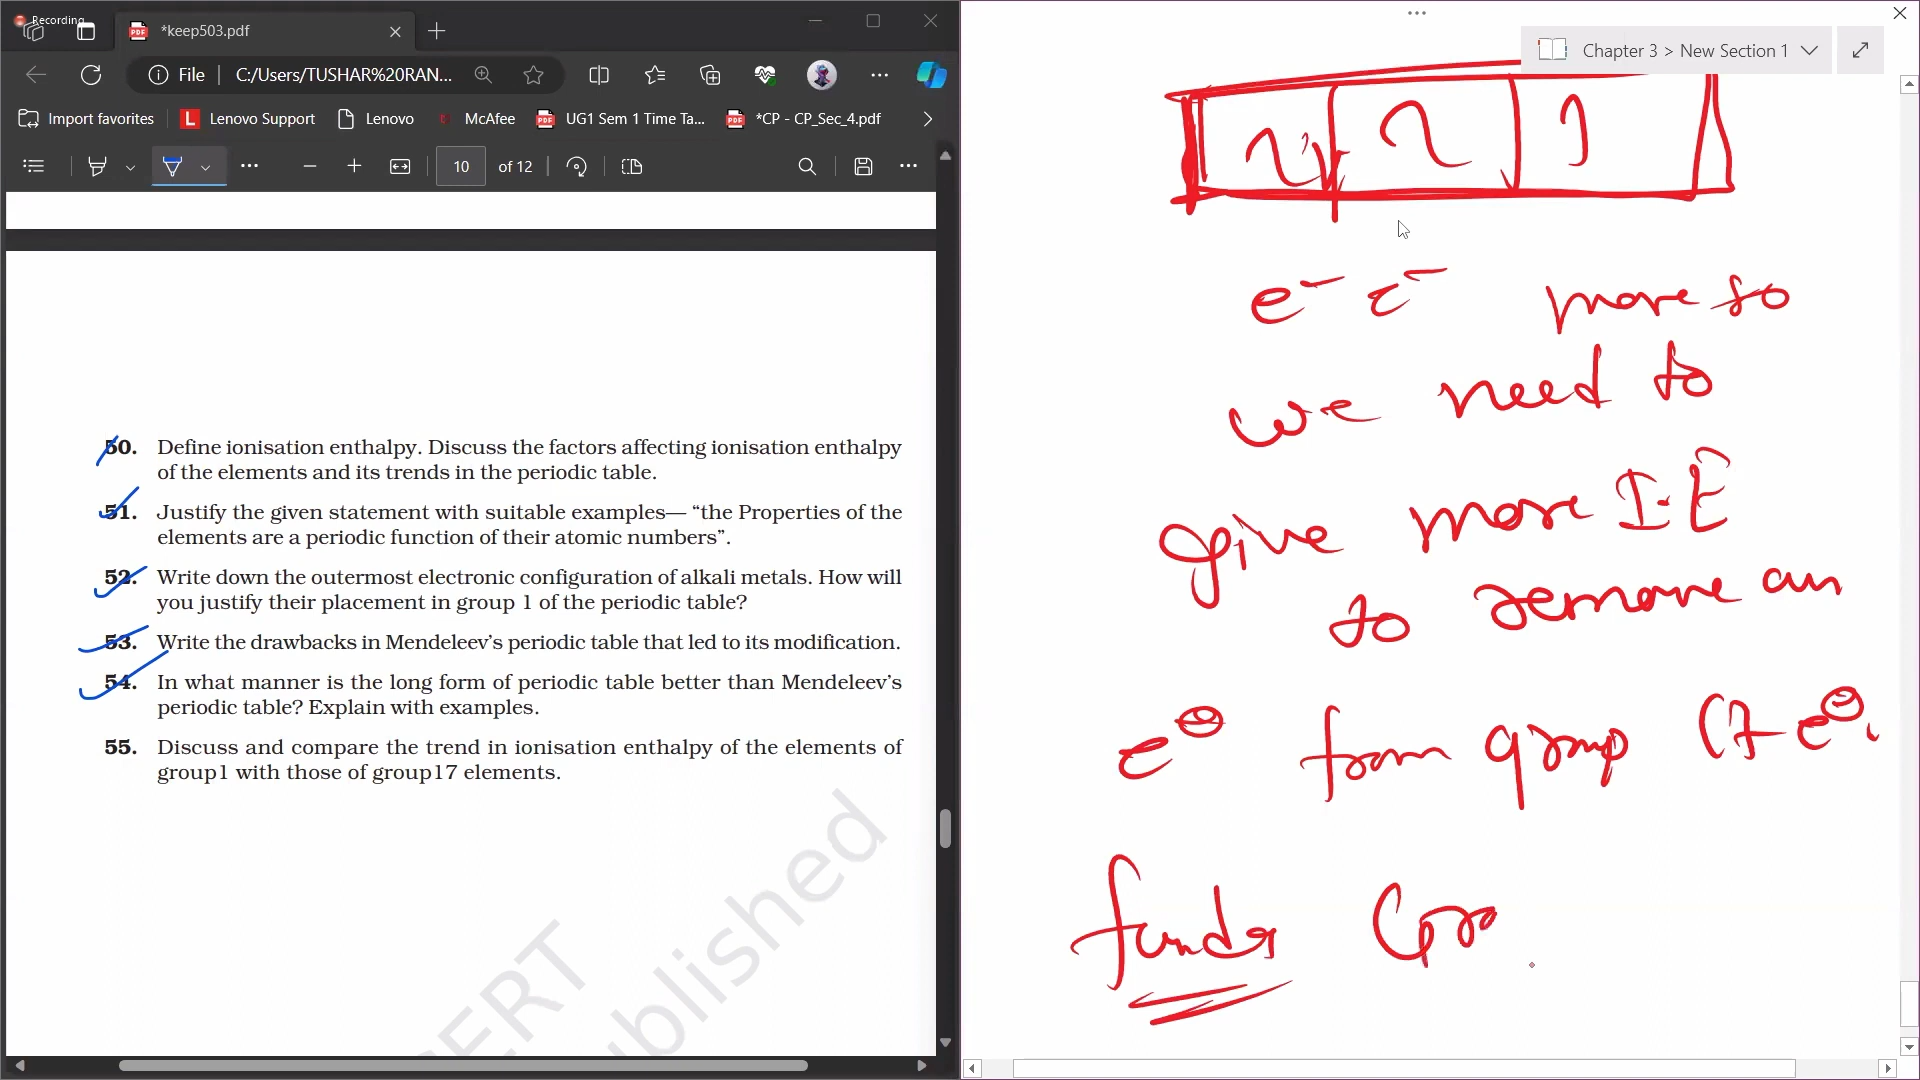 Recording
*keep503.pdf
File C:/Users/TUSHAR%20RAN...
Import favorites Lenovo Support Lenovo McAfee UG1 Sem 1 Time Ta... *CP - CP_Sec_4.pdf
10 of 12
50. Define ionisation enthalpy. Discuss the factors affecting ionisation enthalpy
of the elements and its trends in the periodic table.
51. Justify the given statement with suitable examples— “the Properties of the
elements are a periodic function of their atomic numbers”.
52. Write down the outermost electronic configuration of alkali metals. How will
you justify their placement in group 1 of the periodic table?
53. Write the drawbacks in Mendeleev’s periodic table that led to its modification.
54. In what manner is the long form of periodic table better than Mendeleev’s
periodic table? Explain with examples.
55. Discuss and compare the trend in ionisation enthalpy of the elements of
group1 with those of group17 elements.
Chapter 3 > New Section 1
e⁻ e⁻ more so
we need to
give more I.E
to remove an
e⊖ from group 17 e⊖